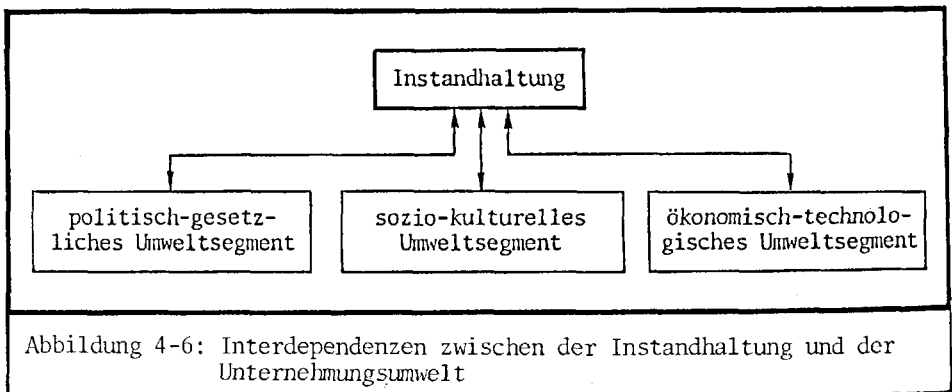 Instandhaltung
politisch-gesetz-
liches Umweltsegment
sozio-kulturelles
Umweltsegment
ökonomisch-technolo-
gisches Umweltsegment
Abbildung 4-6: Interdependenzen zwischen der Instandhaltung und der
Unternehmungsumwelt